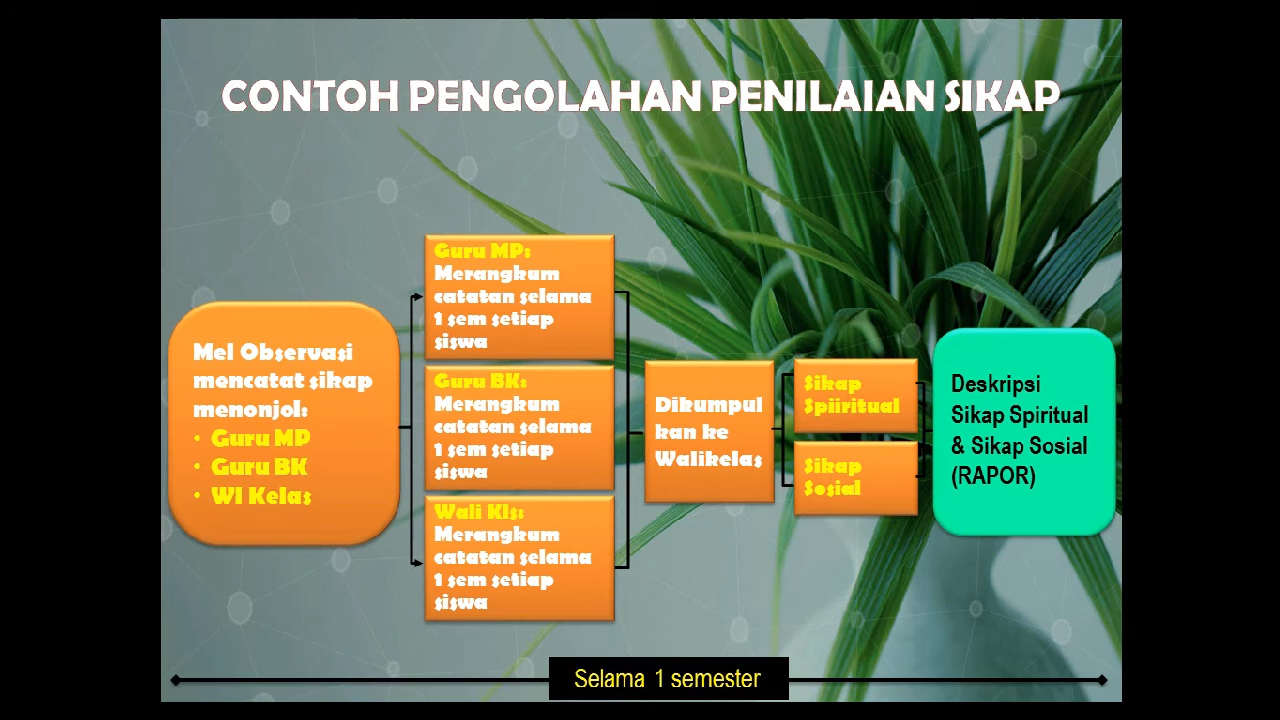 CONTOH PENGOLAHAN PENILAIAN SIKAP
Mel Observasi
mencatat sikap
menonjol:
• Guru MP
• Guru BK
• Wl Kelas
Guru MP:
Merangkum
catatan selama
1 sem setiap
siswa
Guru BK:
Merangkum
catatan selama
1 sem setiap
siswa
Wali Kls:
Merangkum
catatan selama
1 sem setiap
siswa
Dikumpul
kan ke
Walikelas
Sikap
Spiiritual
Sikap
Sosial
Deskripsi
Sikap Spiritual
& Sikap Sosial
(RAPOR)
Selama 1 semester